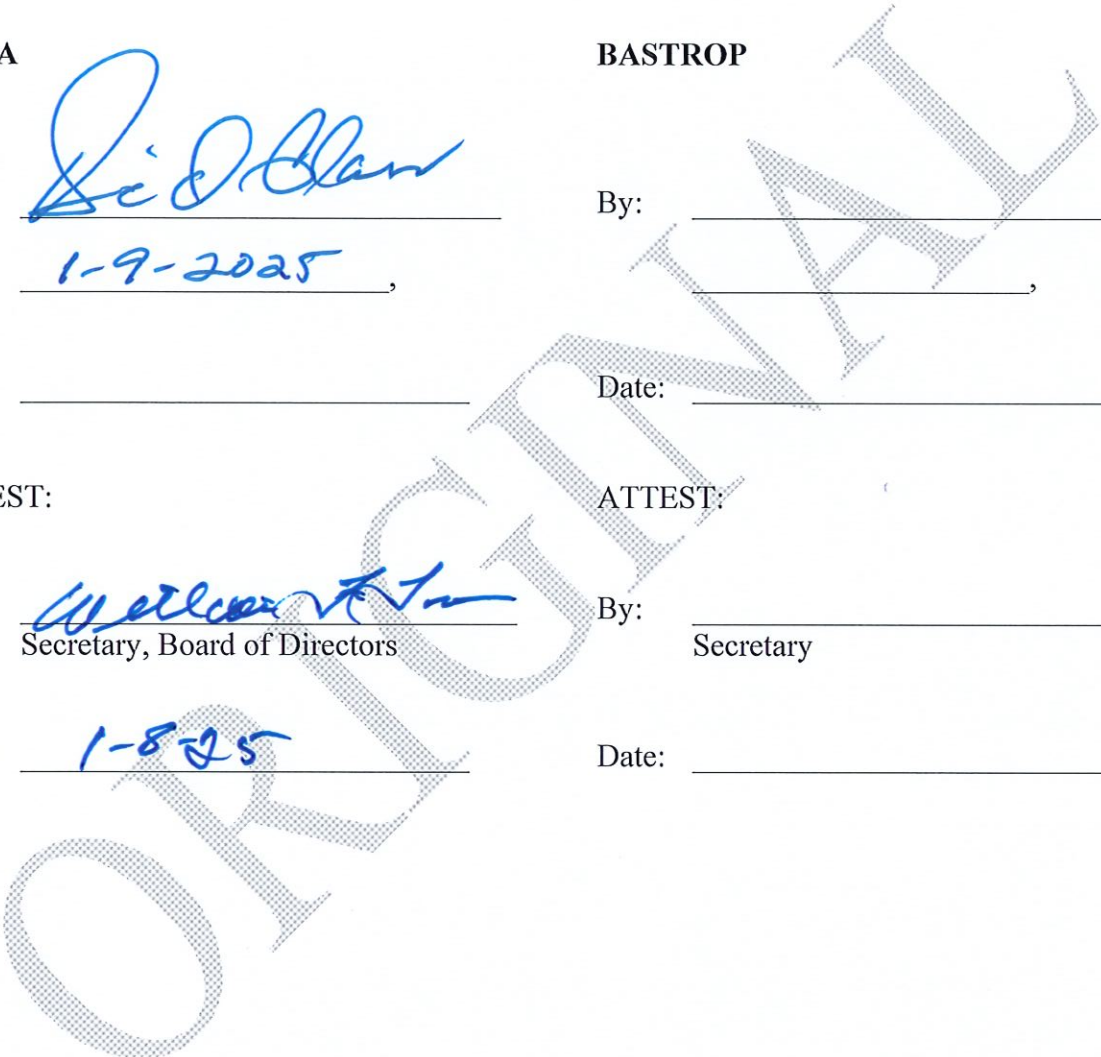 A
BASTROP
By:
1-9-2025,
,
Date:
EST:
ATTEST:
By:
Secretary, Board of Directors
Secretary
1-8-25
Date:
ORIGINAL